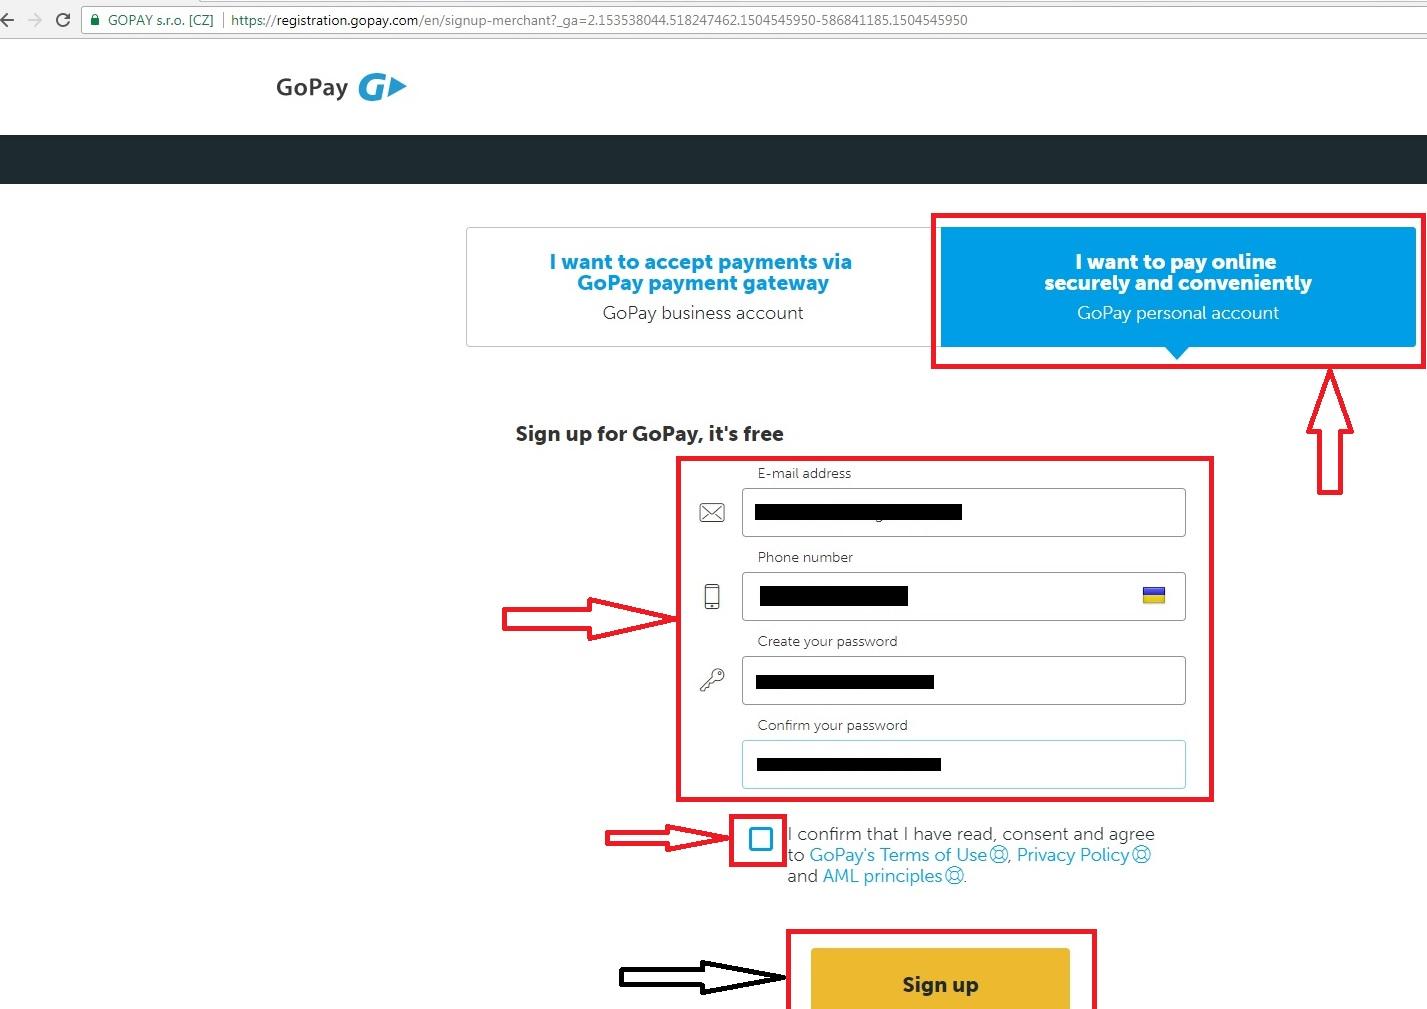 GOPAY s.r.o. [CZ] https://registration.gopay.com/en/signup-merchant?_ga=2.153538044.518247462.1504545950-586841185.1504545950
GoPay G
I want to accept payments via
GoPay payment gateway
GoPay business account
I want to pay online
securely and conveniently
GoPay personal account
Sign up for GoPay, it's free
E-mail address
Phone number
Create your password
Confirm your password
I confirm that I have read, consent and agree
to GoPay's Terms of Use, Privacy Policy
and AML principles.
Sign up